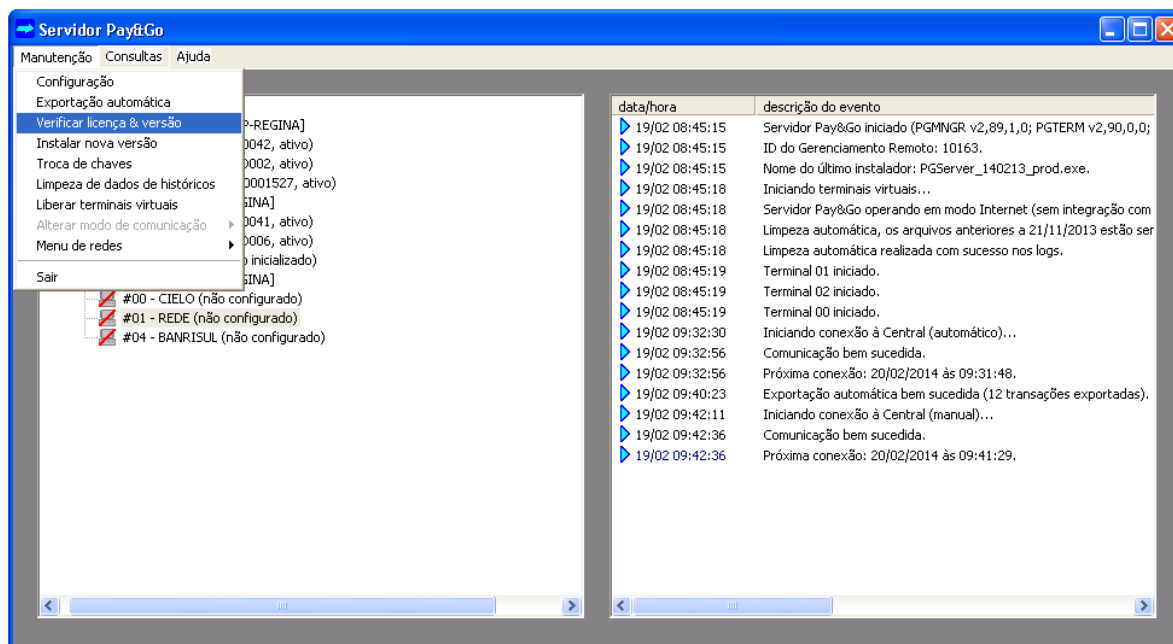 Servidor Pay&Go
Manutenção Consultas Ajuda
Configuração
Exportação automática
Verificar licença & versão
Instalar nova versão
Troca de chaves
Limpeza de dados de históricos
Liberar terminais virtuais
Alterar modo de comunicação
Menu de redes
Sair
P-REGINA]
0042, ativo)
0002, ativo)
0001527, ativo)
GINA]
0041, ativo)
0006, ativo)
o inicializado)
GINA]
#00 - CIELO (não configurado)
#01 - REDE (não configurado)
#04 - BANRISUL (não configurado)
data/hora descrição do evento
19/02 08:45:15 Servidor Pay&Go iniciado (PGMNGR v2,89,1,0; PGTERM v2,90,0,0;
19/02 08:45:15 ID do Gerenciamento Remoto: 10163.
19/02 08:45:15 Nome do último instalador: PGServer_140213_prod.exe.
19/02 08:45:18 Iniciando terminais virtuais...
19/02 08:45:18 Servidor Pay&Go operando em modo Internet (sem integração com
19/02 08:45:18 Limpeza automática, os arquivos anteriores a 21/11/2013 estão ser
19/02 08:45:18 Limpeza automática realizada com sucesso nos logs.
19/02 08:45:19 Terminal 01 iniciado.
19/02 08:45:19 Terminal 02 iniciado.
19/02 08:45:19 Terminal 00 iniciado.
19/02 09:32:30 Iniciando conexão à Central (automático)...
19/02 09:32:56 Comunicação bem sucedida.
19/02 09:32:56 Próxima conexão: 20/02/2014 às 09:31:48.
19/02 09:40:23 Exportação automática bem sucedida (12 transações exportadas).
19/02 09:42:11 Iniciando conexão à Central (manual)...
19/02 09:42:36 Comunicação bem sucedida.
19/02 09:42:36 Próxima conexão: 20/02/2014 às 09:41:29.